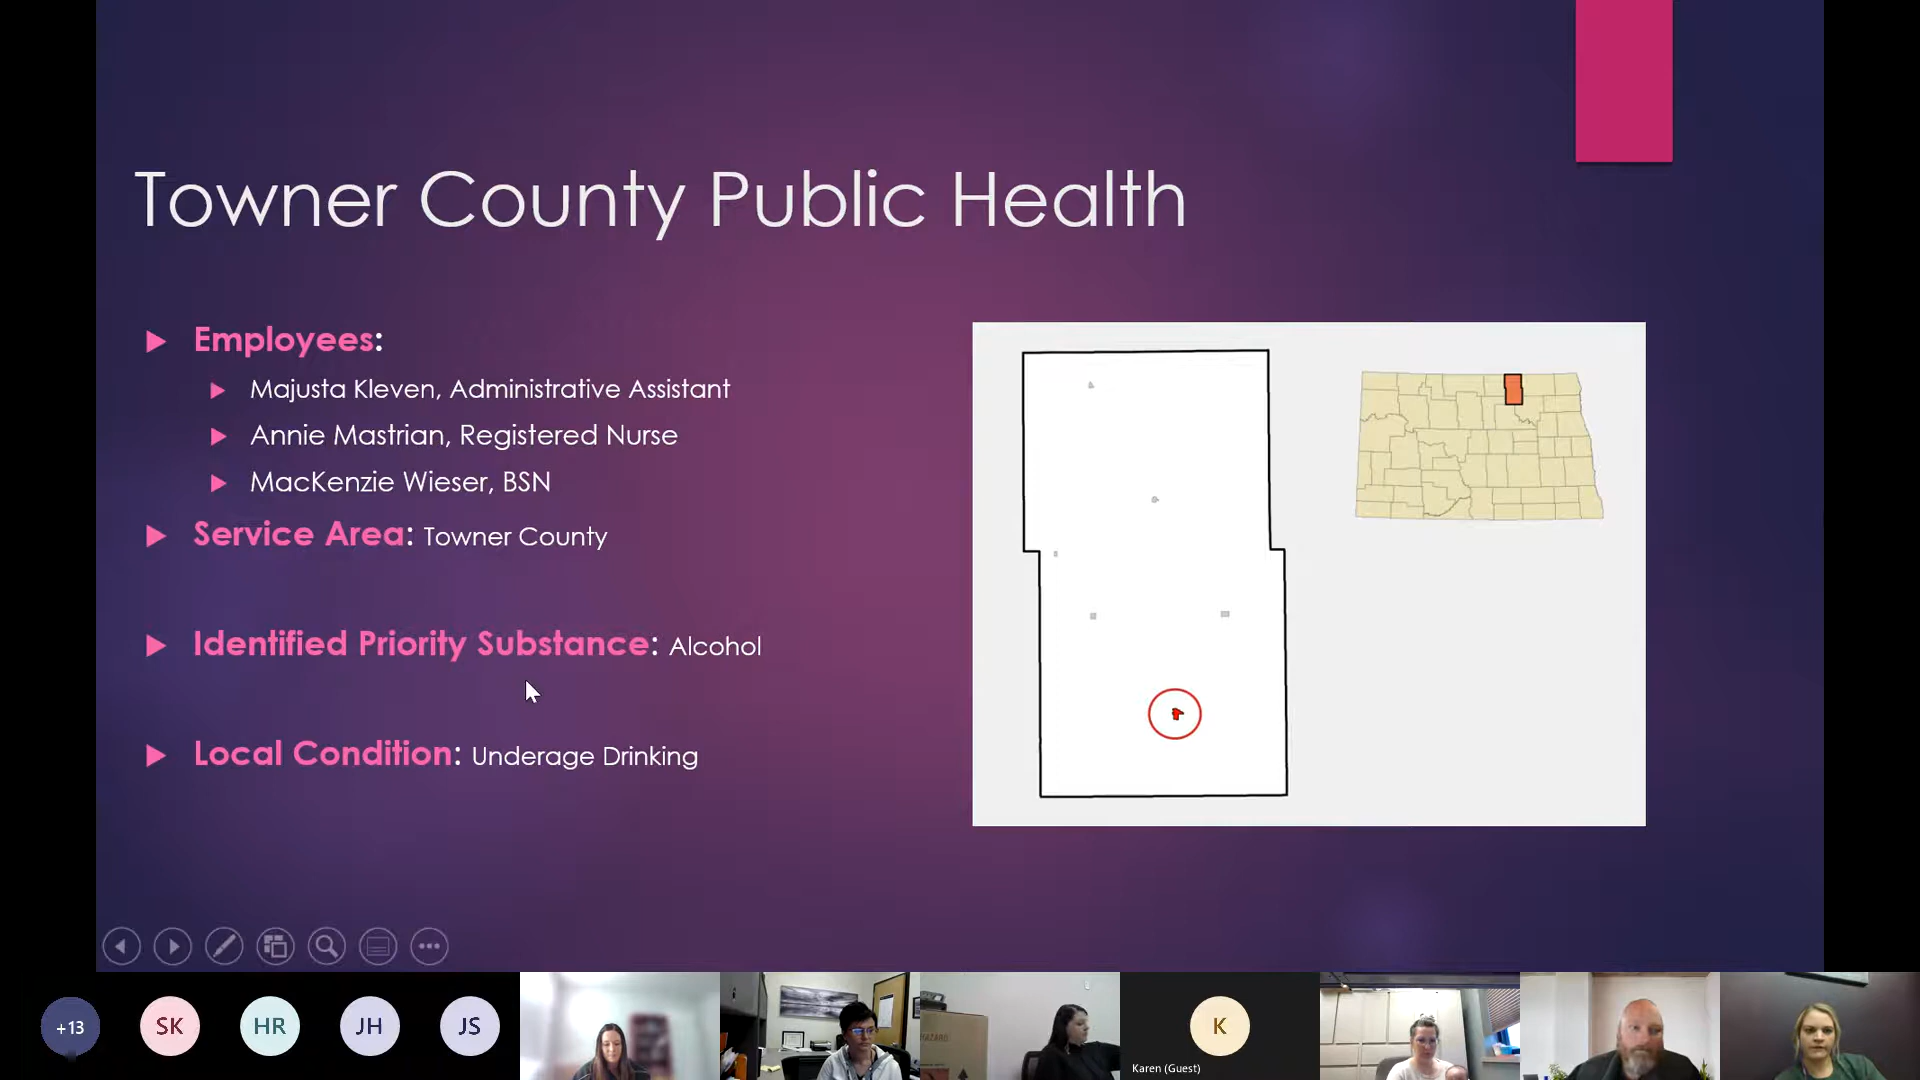 Towner County Public Health
Employees:
Majusta Kleven, Administrative Assistant
Annie Mastrian, Registered Nurse
MacKenzie Wieser, BSN
Service Area: Towner County
Identified Priority Substance: Alcohol
Local Condition: Underage Drinking
+13
SK
HR
JH
JS
K
Karen (Guest)